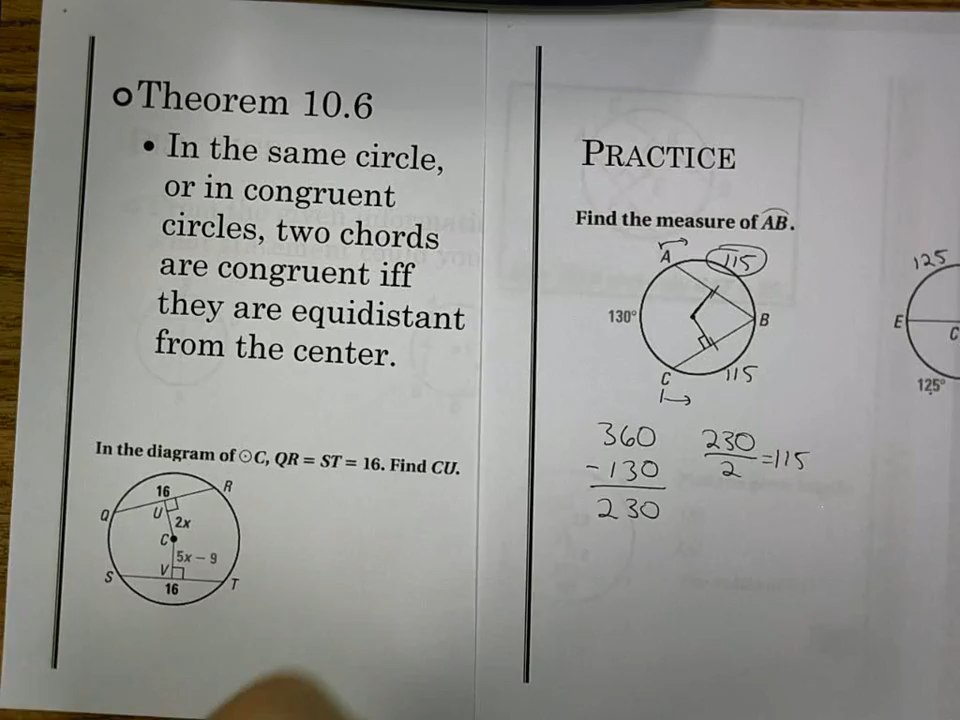 Theorem 10.6
• In the same circle,
or in congruent
circles, two chords
are congruent iff
they are equidistant
from the center.
In the diagram of ⊙C, QR = ST = 16. Find CU.
16
R
Q
U
2x
C
5x – 9
S
V
T
16
PRACTICE
Find the measure of AB.
A
115
130°
B
C
115
360
- 130
230
230
2
=115
125
E
C
125°